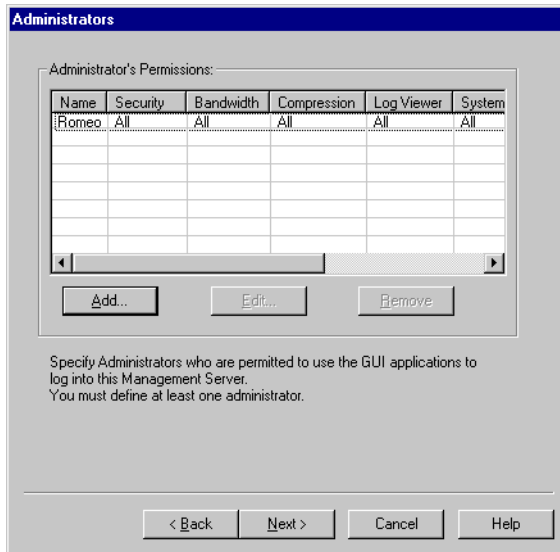 Administrators
Administrator's Permissions:
Name Security Bandwidth Compression Log Viewer System
Romeo All All All All All
Add... Edit... Remove
Specify Administrators who are permitted to use the GUI applications to
log into this Management Server.
You must define at least one administrator.
< Back Next > Cancel Help